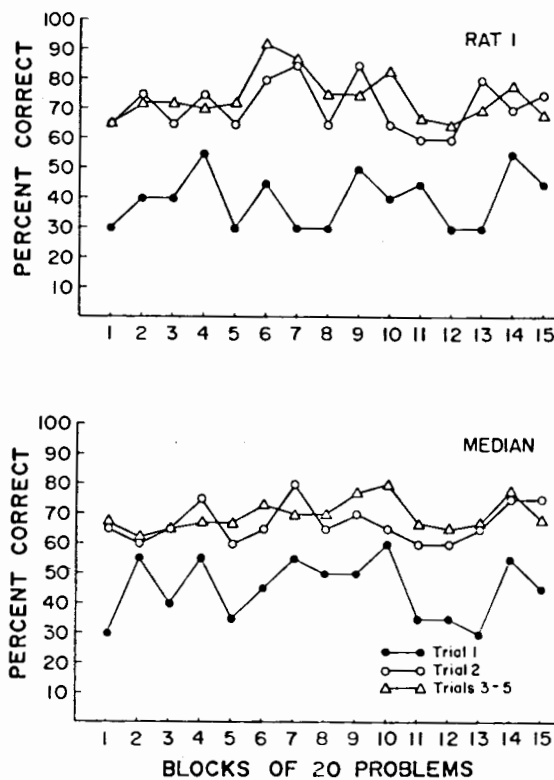 RAT I
PERCENT CORRECT
100
90
80
70
60
50
40
30
20
10
1 2 3 4 5 6 7 8 9 10 11 12 13 14 15
MEDIAN
PERCENT CORRECT
100
90
80
70
60
50
40
30
20
10
Trial 1
Trial 2
Trials 3-5
1 2 3 4 5 6 7 8 9 10 11 12 13 14 15
BLOCKS OF 20 PROBLEMS